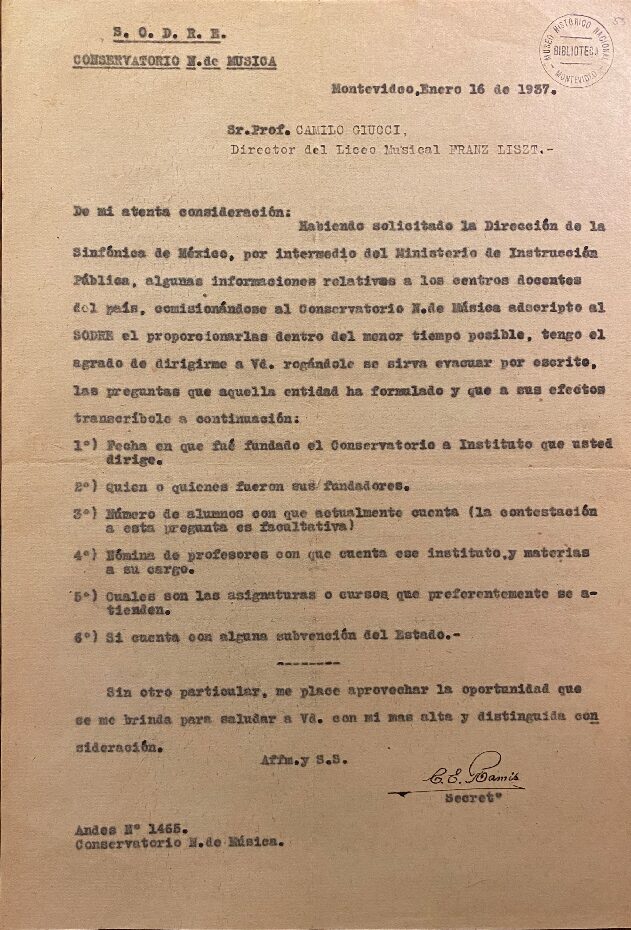 S. O. D. R. E.
CONSERVATORIO N.de MUSICA
MUSEO HISTÓRICO NACIONAL
BIBLIOTECA
MONTEVIDEO
53
Montevideo,Enero 16 de 1937.
Sr.Prof. CAMILO GIUCCI,
Director del Liceo Musical FRANZ LISZT.-
De mi atenta consideración:
Habiendo solicitado la Dirección de la
Sinfónica de México, por intermedio del Ministerio de Instrucción
Pública, algunas informaciones relativas a los centros docentes
del país, comisionándose al Conservatorio N.de Música adscripto al
SODRE el proporcionarlas dentro del menor tiempo posible, tengo el
agrado de dirigirme a Vd. rogándole se sirva evacuar por escrito,
las preguntas que aquella entidad ha formulado y que a sus efectos
transcríbole a continuación:
1°) Fecha en que fué fundado el Conservatorio a Instituto que usted
dirige.
2°) Quien o quienes fueron sus fundadores.
3°) Número de alumnos con que actualmente cuenta (la contestación
a esta pregunta es facultativa)
4°) Nómina de profesores con que cuenta ese instituto,y materias
a su cargo.
5°) Cuales son las asignaturas o cursos que preferentemente se a-
tienden.
6°) Si cuenta con alguna subvención del Estado.-
--------
Sin otro particular, me place aprovechar la oportunidad que
se me brinda para saludar a Vd. con mi mas alta y distinguida con
sideración.
Affm.y S.S.
C. E. Ramis
Secret°
Andes N° 1465.
Conservatorio N.de Música.